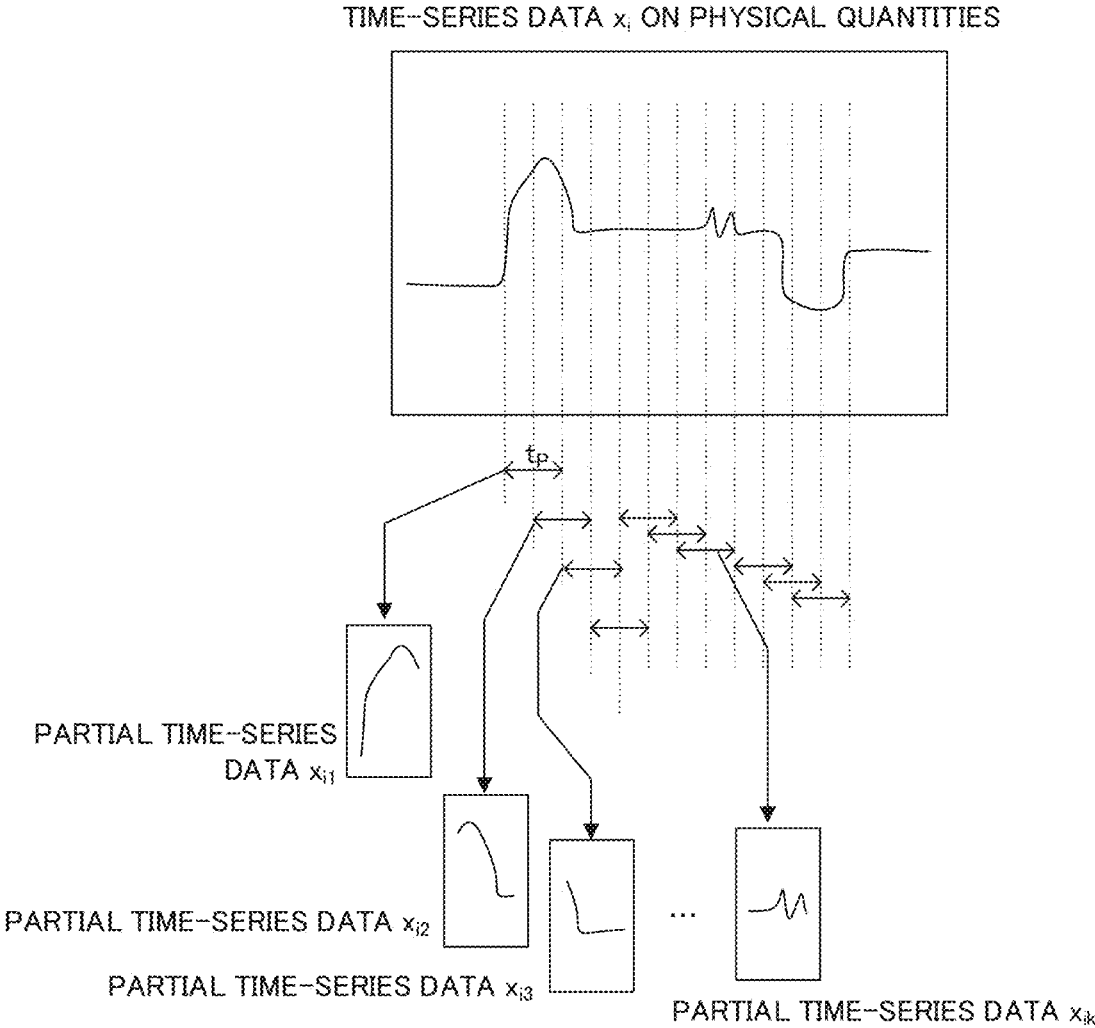 TIME-SERIES DATA xi ON PHYSICAL QUANTITIES
tP
PARTIAL TIME-SERIES
DATA xi1
PARTIAL TIME-SERIES DATA xi2
PARTIAL TIME-SERIES DATA xi3
...
PARTIAL TIME-SERIES DATA xik